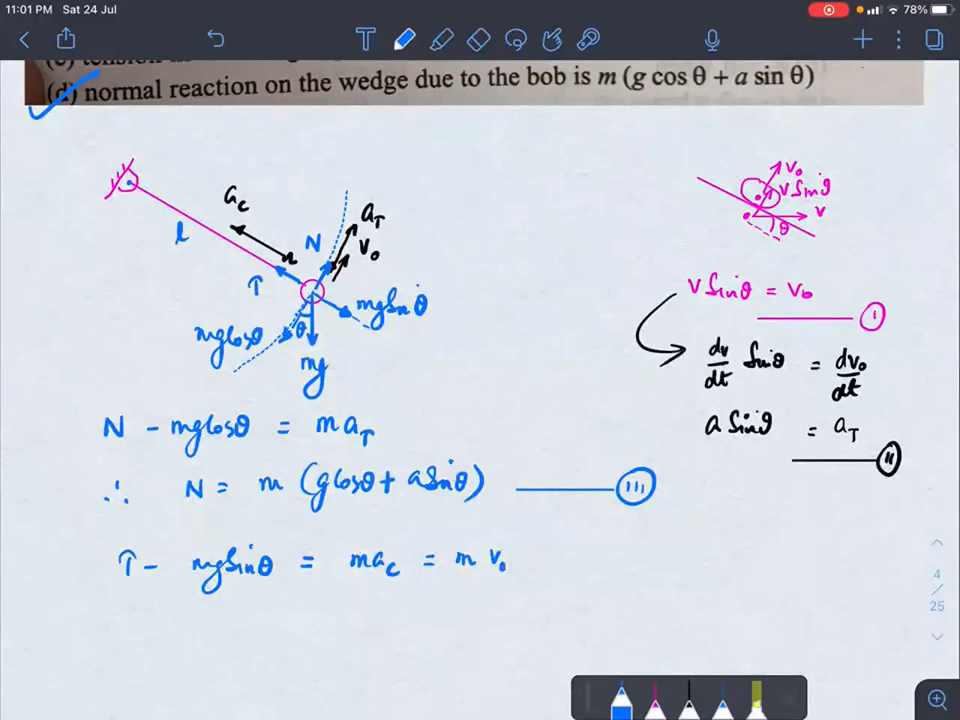 11:01 PM Sat 24 Jul
78%
(d) normal reaction on the wedge due to the bob is m (g cos θ + a sin θ)
a_c
a_T
v₀
N
l
T
mg sinθ
mg cosθ
θ
mg
v₀
v sinθ
v
θ
v sinθ = v₀ ——— (I)
dv/dt sinθ = dv₀/dt
a sinθ = a_T ——— (II)
N - mg cosθ = m a_T
∴ N = m (g cosθ + a sinθ) ——— (III)
T - mg sinθ = m a_c = m v₀
4
/
25